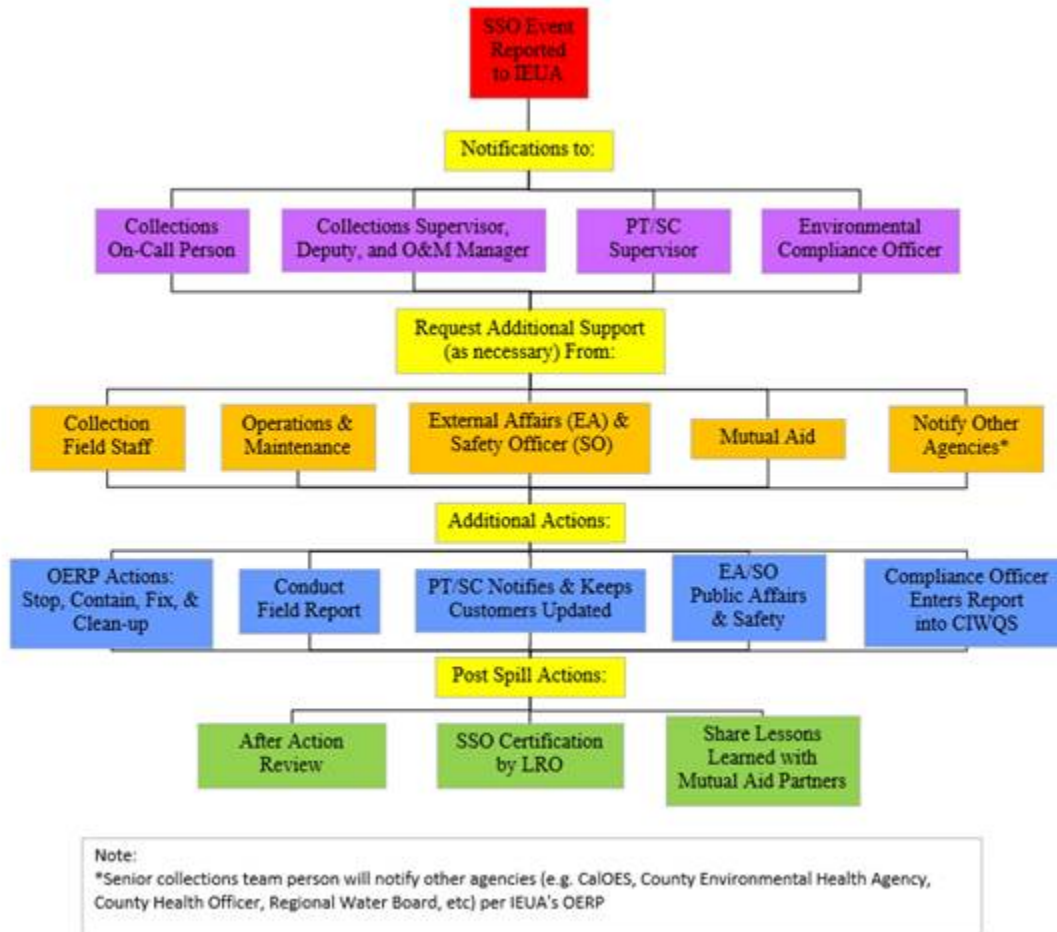 SSO Event
Reported
to IEUA
Notifications to:
Collections
On-Call Person
Collections Supervisor,
Deputy, and O&M Manager
PT/SC
Supervisor
Environmental
Compliance Officer
Request Additional Support
(as necessary) From:
Collection
Field Staff
Operations &
Maintenance
External Affairs (EA) &
Safety Officer (SO)
Mutual Aid
Notify Other
Agencies*
Additional Actions:
OERP Actions:
Stop, Contain, Fix, &
Clean-up
Conduct
Field Report
PT/SC Notifies & Keeps
Customers Updated
EA/SO
Public Affairs
& Safety
Compliance Officer
Enters Report
into CIWQS
Post Spill Actions:
After Action
Review
SSO Certification
by LRO
Share Lessons
Learned with
Mutual Aid Partners
Note:
*Senior collections team person will notify other agencies (e.g. CalOES, County Environmental Health Agency,
County Health Officer, Regional Water Board, etc) per IEUA's OERP